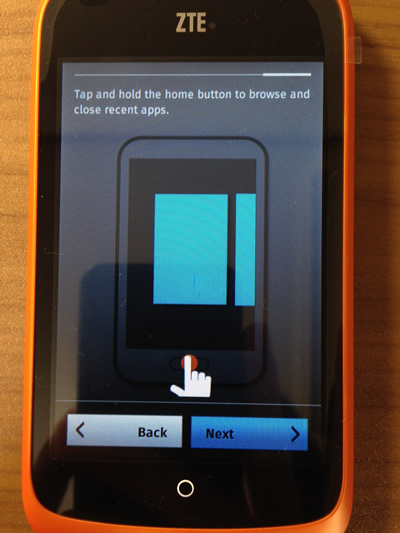 ZTE
Tap and hold the home button to browse and
close recent apps.
Back
Next